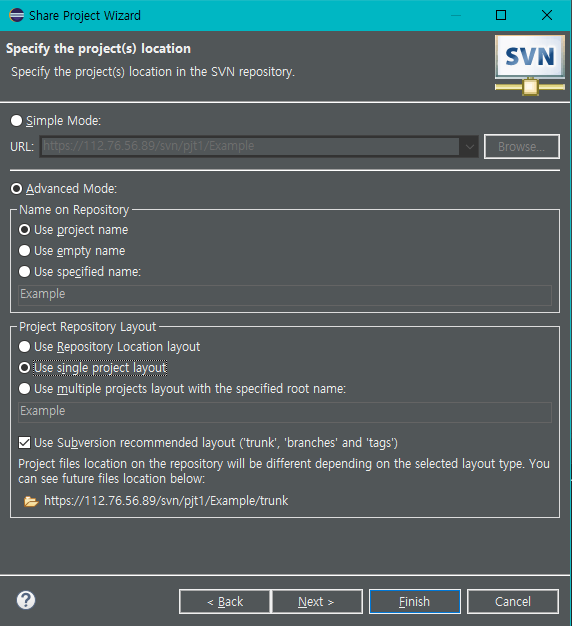 Share Project Wizard
Specify the project(s) location
Specify the project(s) location in the SVN repository.
SVN
Simple Mode:
URL: https://112.76.56.89/svn/pjt1/Example Browse...
Advanced Mode:
Name on Repository
Use project name
Use empty name
Use specified name:
Example
Project Repository Layout
Use Repository Location layout
Use single project layout
Use multiple projects layout with the specified root name:
Example
Use Subversion recommended layout ('trunk', 'branches' and 'tags')
Project files location on the repository will be different depending on the selected layout type. You
can see future files location below:
https://112.76.56.89/svn/pjt1/Example/trunk
? < Back Next > Finish Cancel